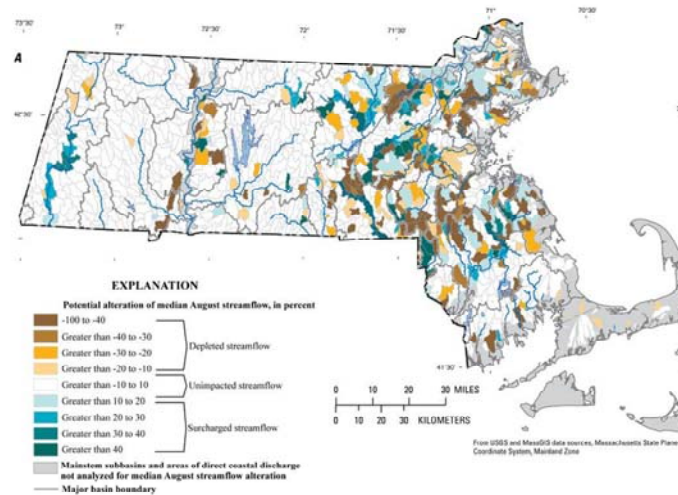 73°30'
73°
72°30'
72°
71°30'
71°
70°30'
A
42°30'
EXPLANATION
Potential alteration of median August streamflow, in percent
-100 to -40
Greater than -40 to -30
Greater than -30 to -20
Greater than -20 to -10
Depleted streamflow
Greater than -10 to 10
Unimpacted streamflow
Greater than 10 to 20
Greater than 20 to 30
Greater than 30 to 40
Greater than 40
Surcharged streamflow
Mainstem subbasins and areas of direct coastal discharge
not analyzed for median August streamflow alteration
Major basin boundary
41°30'
0 10 20 30 MILES
0 10 20 30 KILOMETERS
From USGS and MassGIS data sources, Massachusetts State Plane
Coordinate System, Mainland Zone